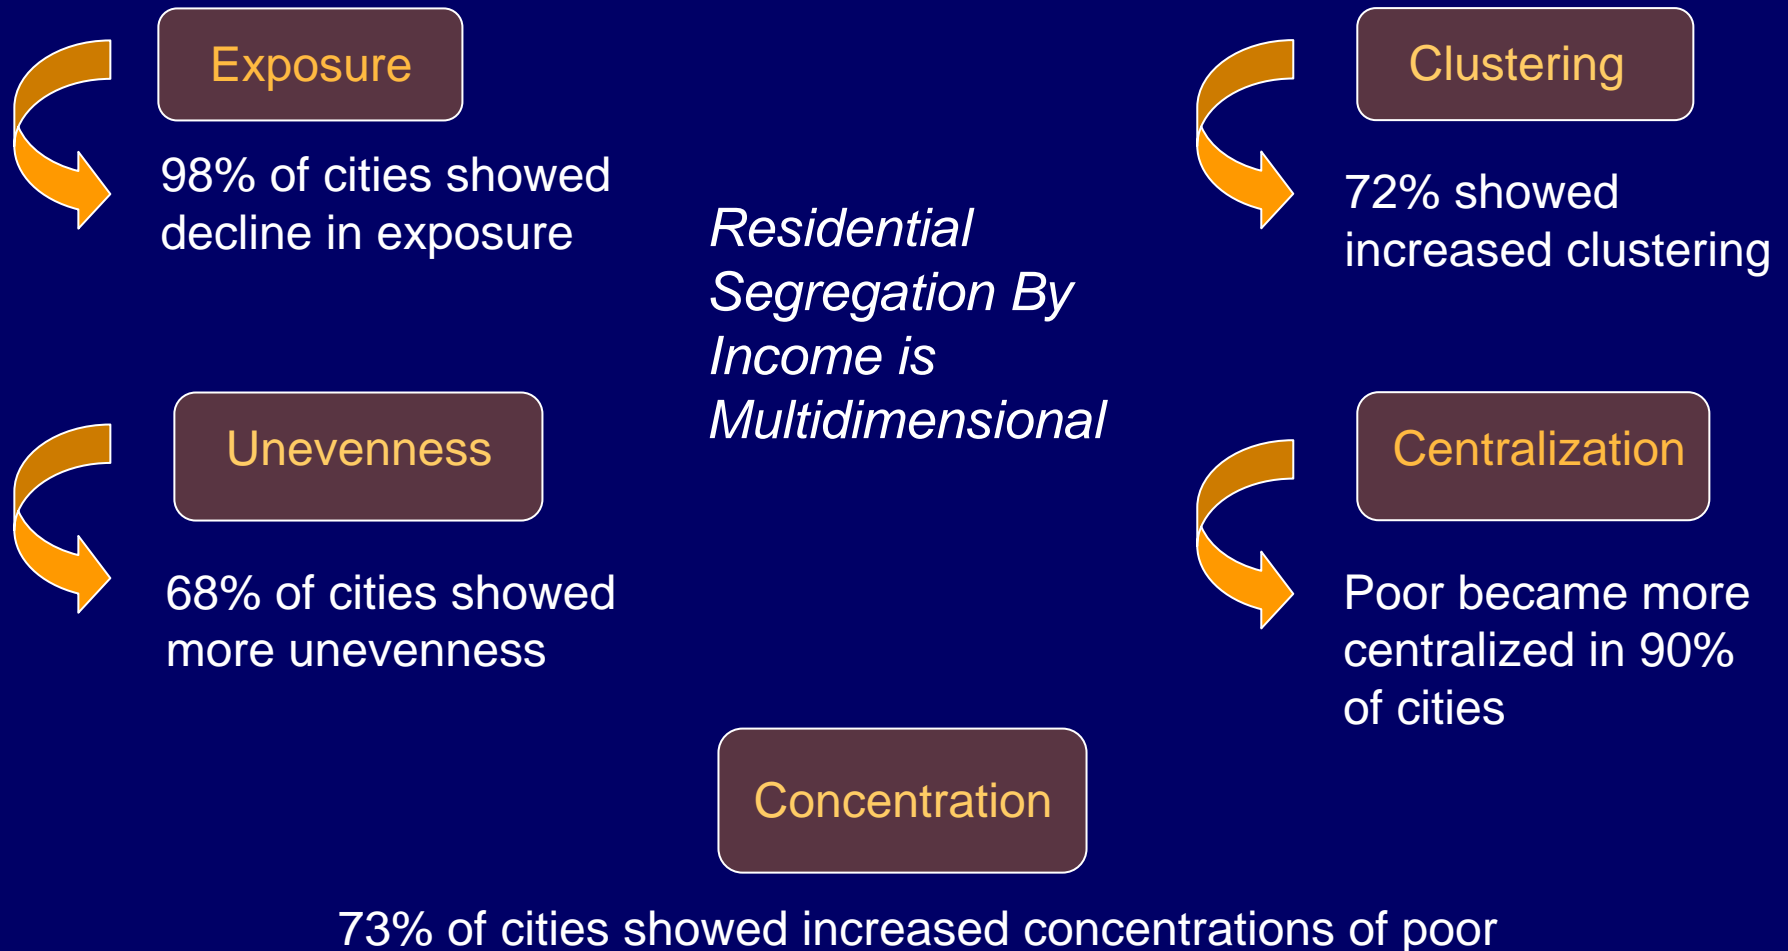 Exposure
98% of cities showed
decline in exposure
Unevenness
68% of cities showed
more unevenness
Residential
Segregation By
Income is
Multidimensional
Clustering
72% showed
increased clustering
Centralization
Poor became more
centralized in 90%
of cities
Concentration
73% of cities showed increased concentrations of poor